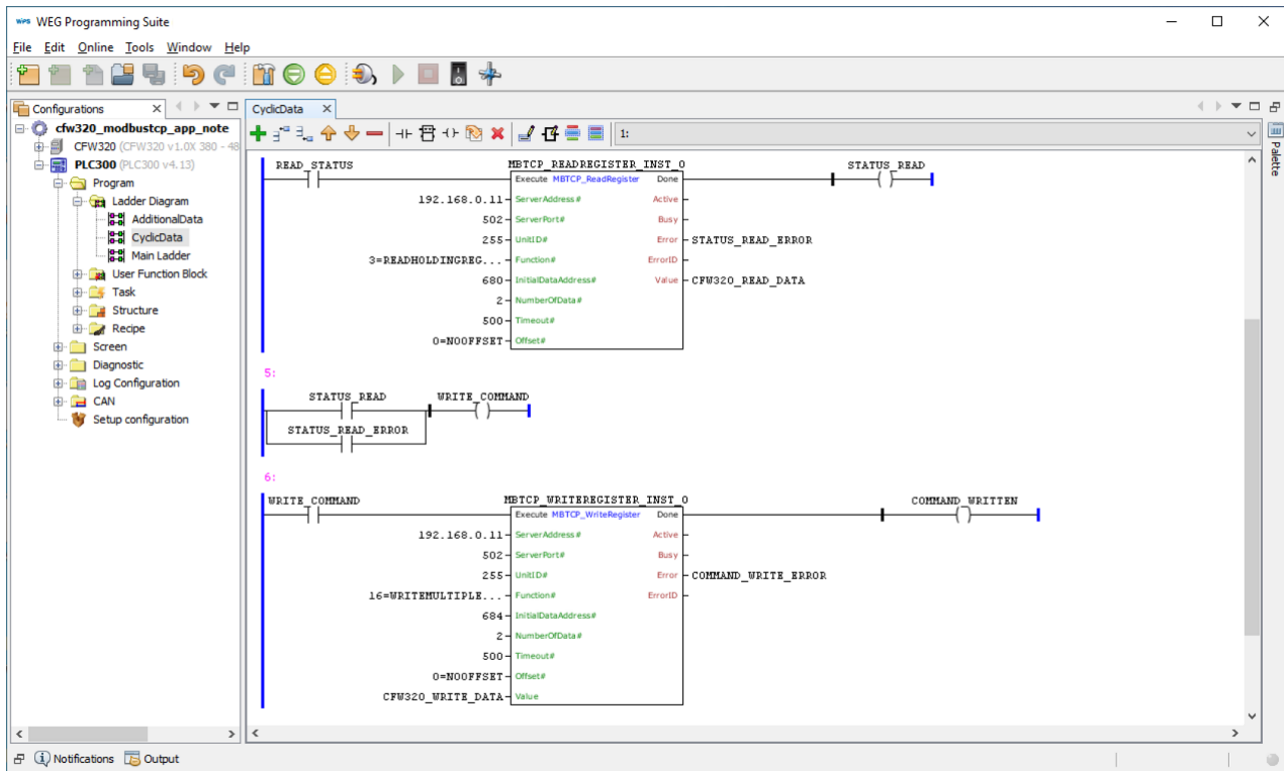 WPS WEG Programming Suite
File Edit Online Tools Window Help
Configurations
cfw320_modbustcp_app_note
CFW320 (CFW320 v1.0X 380 - 48
PLC300 (PLC300 v4.13)
Program
Ladder Diagram
AdditionalData
CyclicData
Main Ladder
User Function Block
Task
Structure
Recipe
Screen
Diagnostic
Log Configuration
CAN
Setup configuration
CyclicData
1:
READ_STATUS MBTCP_READREGISTER_INST_0 STATUS_READ
Execute MBTCP_ReadRegister Done
192.168.0.11 ServerAddress# Active
502 ServerPort# Busy
255 UnitID# Error STATUS_READ_ERROR
3=READHOLDINGREG... Function# ErrorID
680 InitialDataAddress# Value CFW320_READ_DATA
2 NumberOfData#
500 Timeout#
0=NOOFFSET Offset#
5:
STATUS_READ WRITE_COMMAND
STATUS_READ_ERROR
6:
WRITE_COMMAND MBTCP_WRITEREGISTER_INST_0 COMMAND_WRITTEN
Execute MBTCP_WriteRegister Done
192.168.0.11 ServerAddress# Active
502 ServerPort# Busy
255 UnitID# Error COMMAND_WRITE_ERROR
16=WRITEMULTIPLE... Function# ErrorID
684 InitialDataAddress#
2 NumberOfData#
500 Timeout#
0=NOOFFSET Offset#
CFW320_WRITE_DATA Value
Palette
Notifications Output